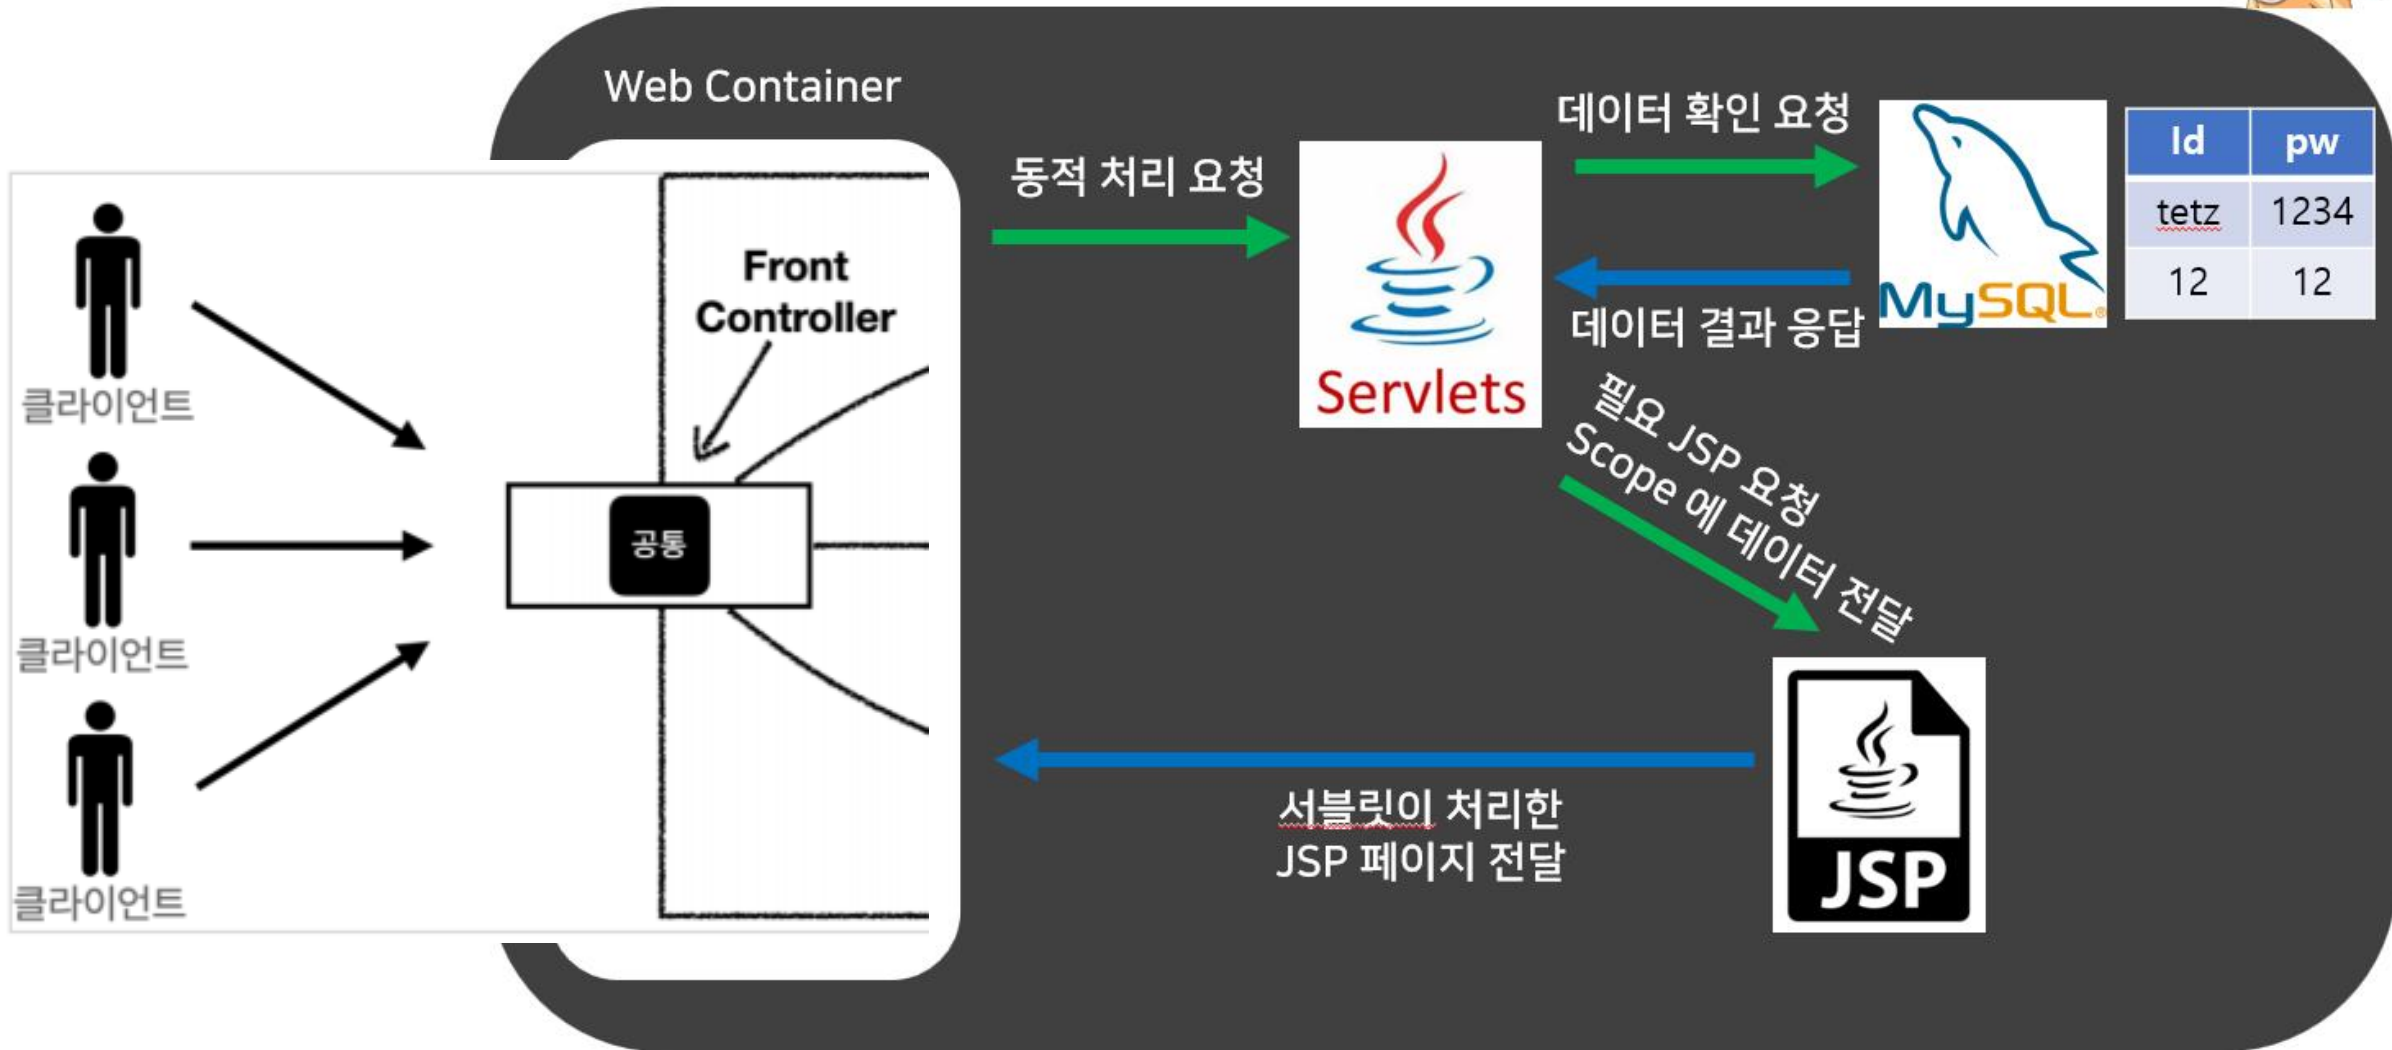 Web Container
클라이언트
클라이언트
클라이언트
Front
Controller
공통
동적 처리 요청
Servlets
데이터 확인 요청
데이터 결과 응답
MySQL®
Id pw
tetz 1234
12 12
필요 JSP 요청
Scope 에 데이터 전달
JSP
서블릿이 처리한
JSP 페이지 전달